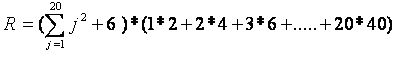 R = (∑_{j=1}^{20} j² + 6 ) * (1 * 2 + 2 * 4 + 3 * 6 + ..... + 20 * 40)